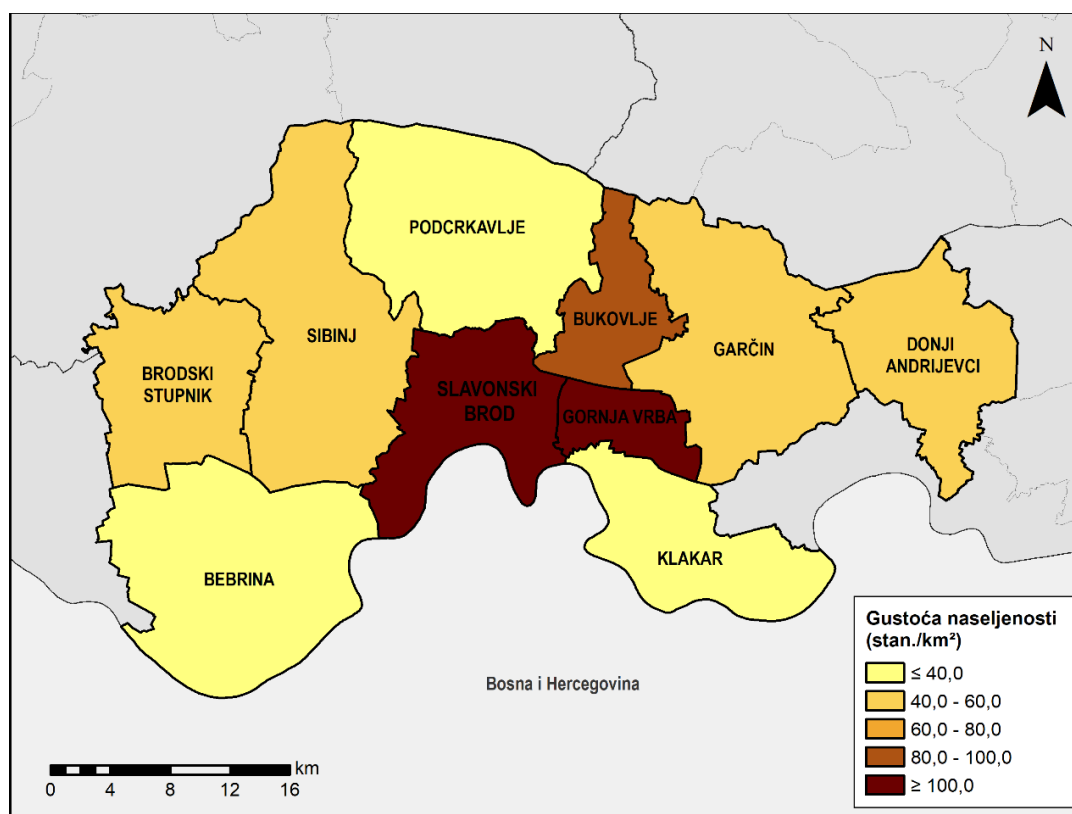 N
PODCRKAVLJE
BUKOVLJE
SIBINJ
GARČIN
DONJI
ANDRIJEVCI
BRODSKI
STUPNIK
SLAVONSKI
BROD
GORNJA VRBA
KLAKAR
BEBRINA
Bosna i Hercegovina
Gustoća naseljenosti
(stan./km²)
≤ 40,0
40,0 - 60,0
60,0 - 80,0
80,0 - 100,0
≥ 100,0
km
0 4 8 12 16